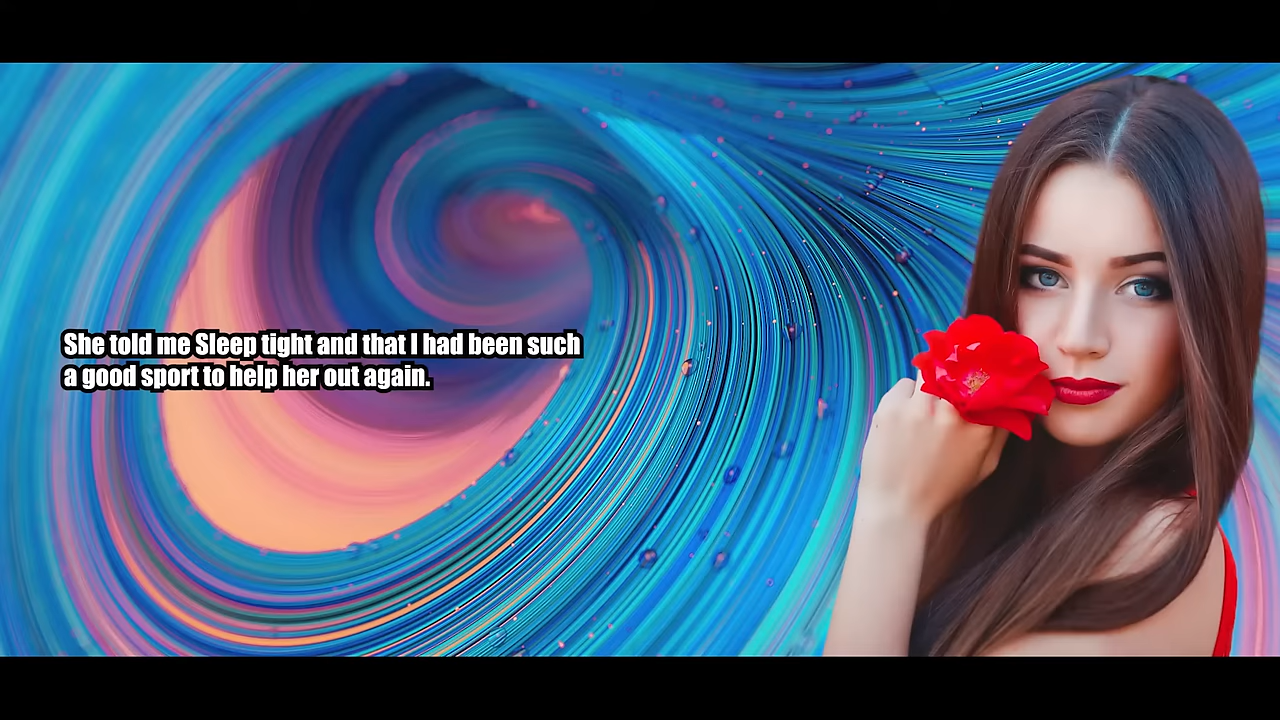 She told me Sleep tight and that I had been such
a good sport to help her out again.